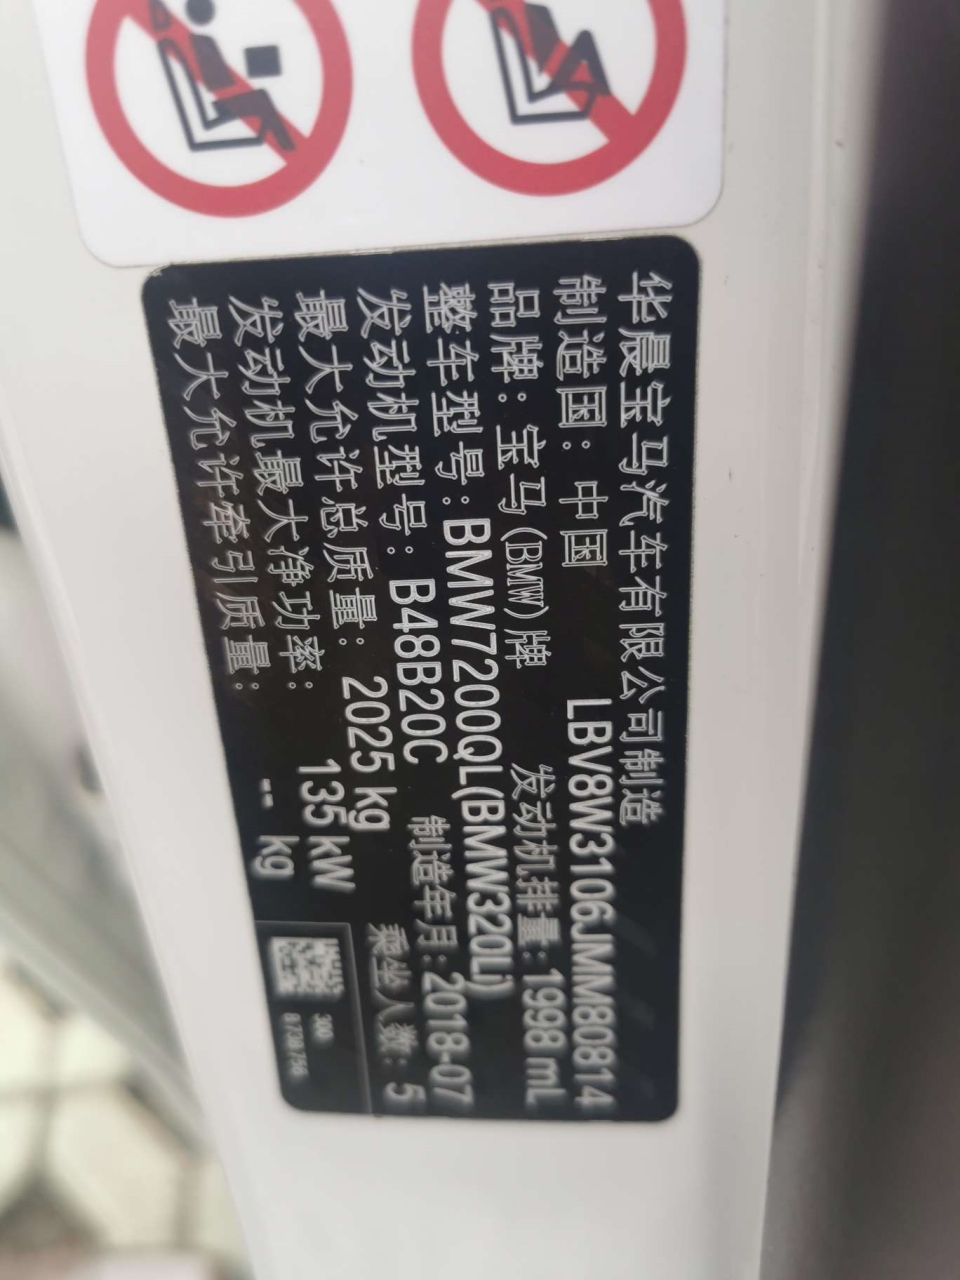 华晨宝马汽车有限公司制造
制造国：中国 LBV8W3106JMM80814
品牌：宝马(BMW)牌 发动机排量：1998 mL
整车型号：BMW7200QL(BMW320Li)
发动机型号：B48B20C 制造年月：2018-07
最大允许总质量： 2025 kg 乘坐人数：5
发动机最大净功率： 135 kW
最大允许牵引质量： -- kg
300
8738756